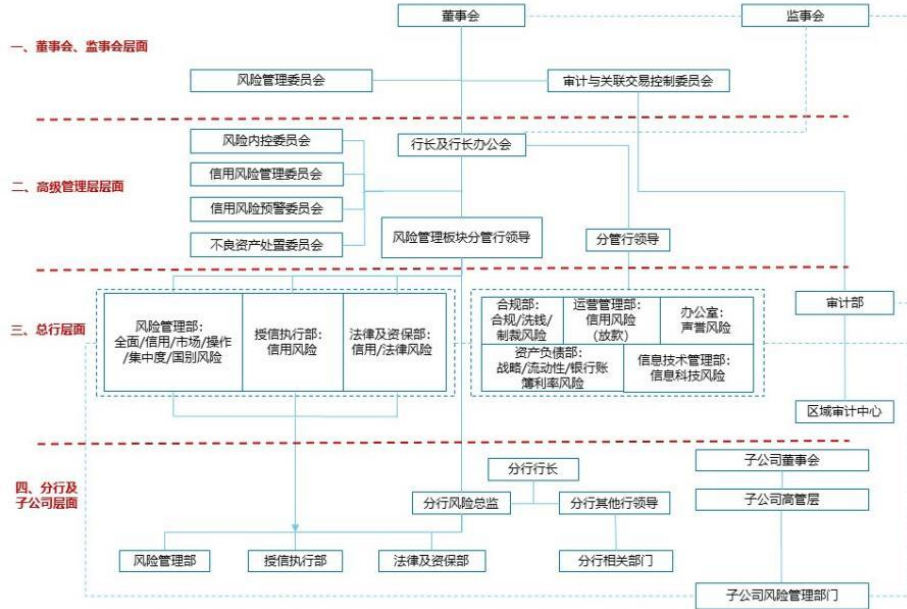 董事会
监事会
一、董事会、监事会层面
风险管理委员会
审计与关联交易控制委员会
风险内控委员会
行长及行长办公会
信用风险管理委员会
二、高级管理层层面
信用风险预警委员会
风险管理板块分管行领导
分管行领导
不良资产处置委员会
三、总行层面
风险管理部：
全面/信用/市场/操作
/集中度/国别风险
授信执行部：
信用风险
法律及资保部：
信用/法律风险
合规部：
合规/洗钱/
制裁风险
运营管理部：
信用风险
（放款）
办公室：
声誉风险
资产负债部：
战略/流动性/银行账
簿利率风险
信息技术管理部：
信息科技风险
审计部
区域审计中心
四、分行及
子公司层面
分行行长
子公司董事会
分行风险总监
分行其他行领导
子公司高管层
风险管理部
授信执行部
法律及资保部
分行相关部门
子公司风险管理部门